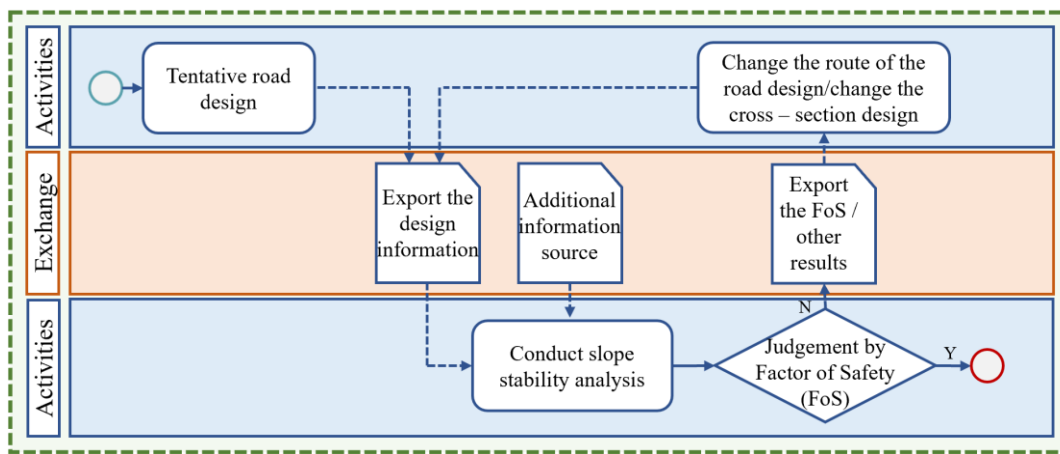 Activities
Tentative road
design
Change the route of the
road design/change the
cross – section design
Exchange
Export the
design
information
Additional
information
source
Export
the FoS /
other
results
Activities
Conduct slope
stability analysis
N
Judgement by
Factor of Safety
(FoS)
Y